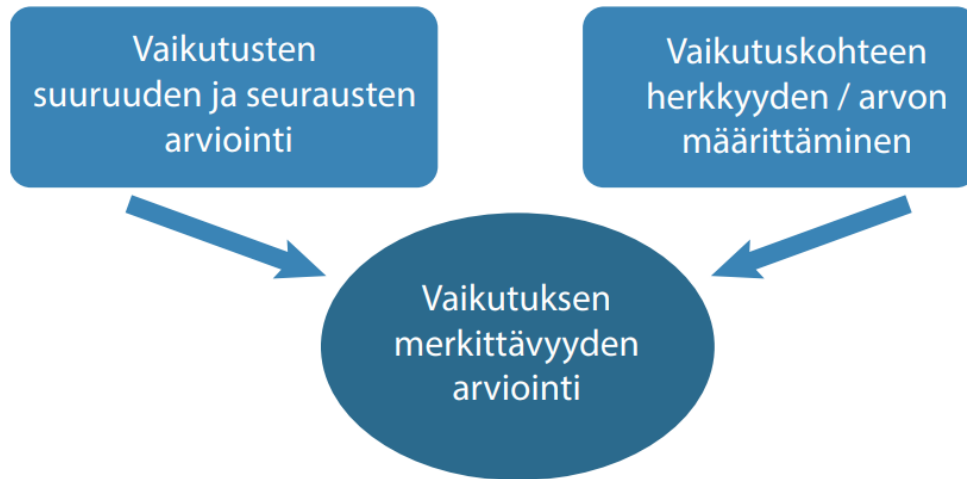 Vaikutusten
suuruuden ja seurausten
arviointi
Vaikutuskohteen
herkkyyden / arvon
määrittäminen
Vaikutuksen
merkittävyyden
arviointi